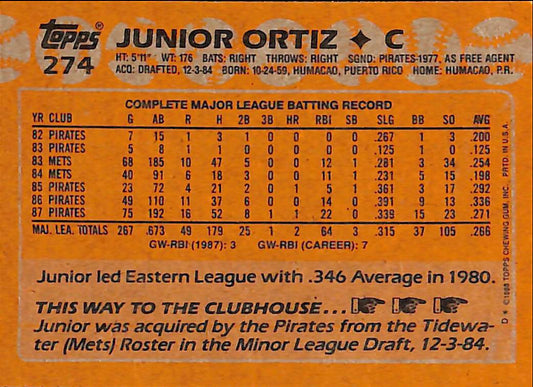 Topps®
274
JUNIOR ORTIZ ✦ C
HT: 5'11" WT: 176 BATS: RIGHT THROWS: RIGHT SGND: PIRATES-1977, AS FREE AGENT
ACQ: DRAFTED, 12-3-84 BORN: 10-24-59, HUMACAO, PUERTO RICO HOME: HUMACAO, P.R.
COMPLETE MAJOR LEAGUE BATTING RECORD
YR CLUB G AB R H 2B 3B HR RBI SB SLG BB SO AVG
82 PIRATES 7 15 1 3 1 0 0 0 0 .267 1 3 .200
83 PIRATES 5 8 1 1 0 0 0 0 0 .125 1 0 .125
83 METS 68 185 10 47 5 0 0 12 1 .281 3 34 .254
84 METS 40 91 6 18 3 0 0 11 1 .231 5 15 .198
85 PIRATES 23 72 4 21 2 0 1 5 1 .361 3 17 .292
86 PIRATES 49 110 11 37 6 0 0 14 0 .391 9 13 .336
87 PIRATES 75 192 16 52 8 1 1 22 0 .339 15 23 .271
MAJ. LEA. TOTALS 267 .673 49 179 25 1 2 64 3 .315 37 105 .266
GW-RBI (1987): 3 GW-RBI (CAREER): 7
Junior led Eastern League with .346 Average in 1980.
THIS WAY TO THE CLUBHOUSE...
Junior was acquired by the Pirates from the Tidewa-
ter (Mets) Roster in the Minor League Draft, 12-3-84.
D* ©1988 TOPPS CHEWING GUM, INC. PRTD. IN U.S.A.